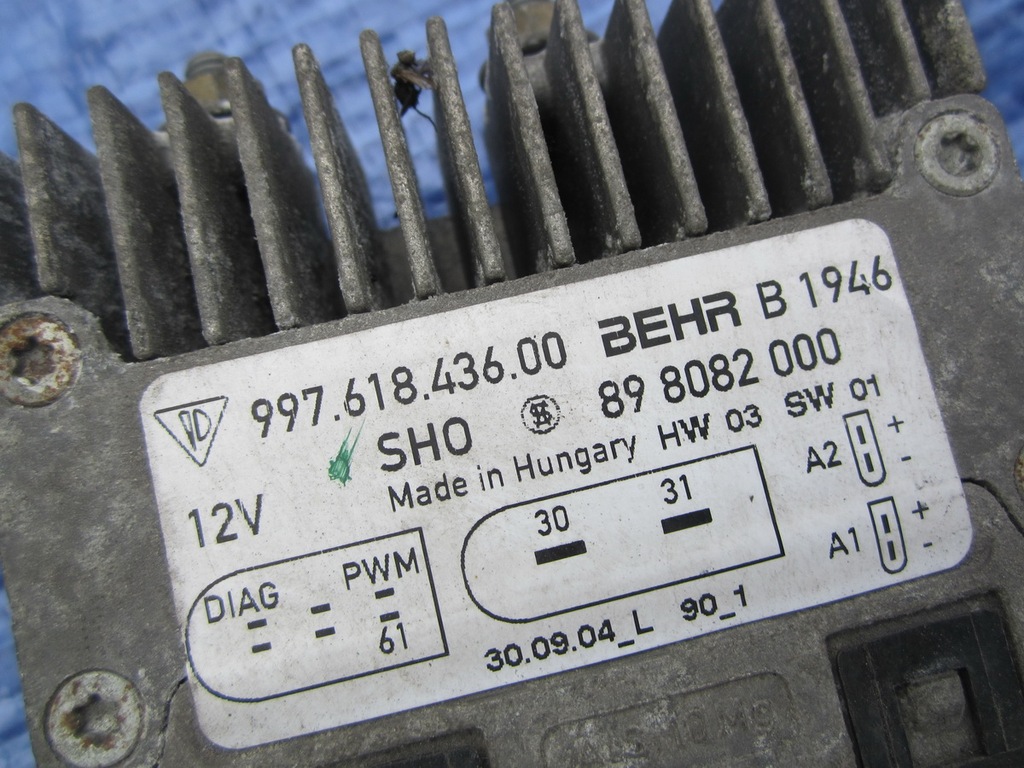 997.618.436.00 BEHR B 1946
SHO 89 8082 000
Made in Hungary HW 03 SW 01
12V
A2 + -
30 31
A1 + -
DIAG PWM
61
30.09.04_L 90_1